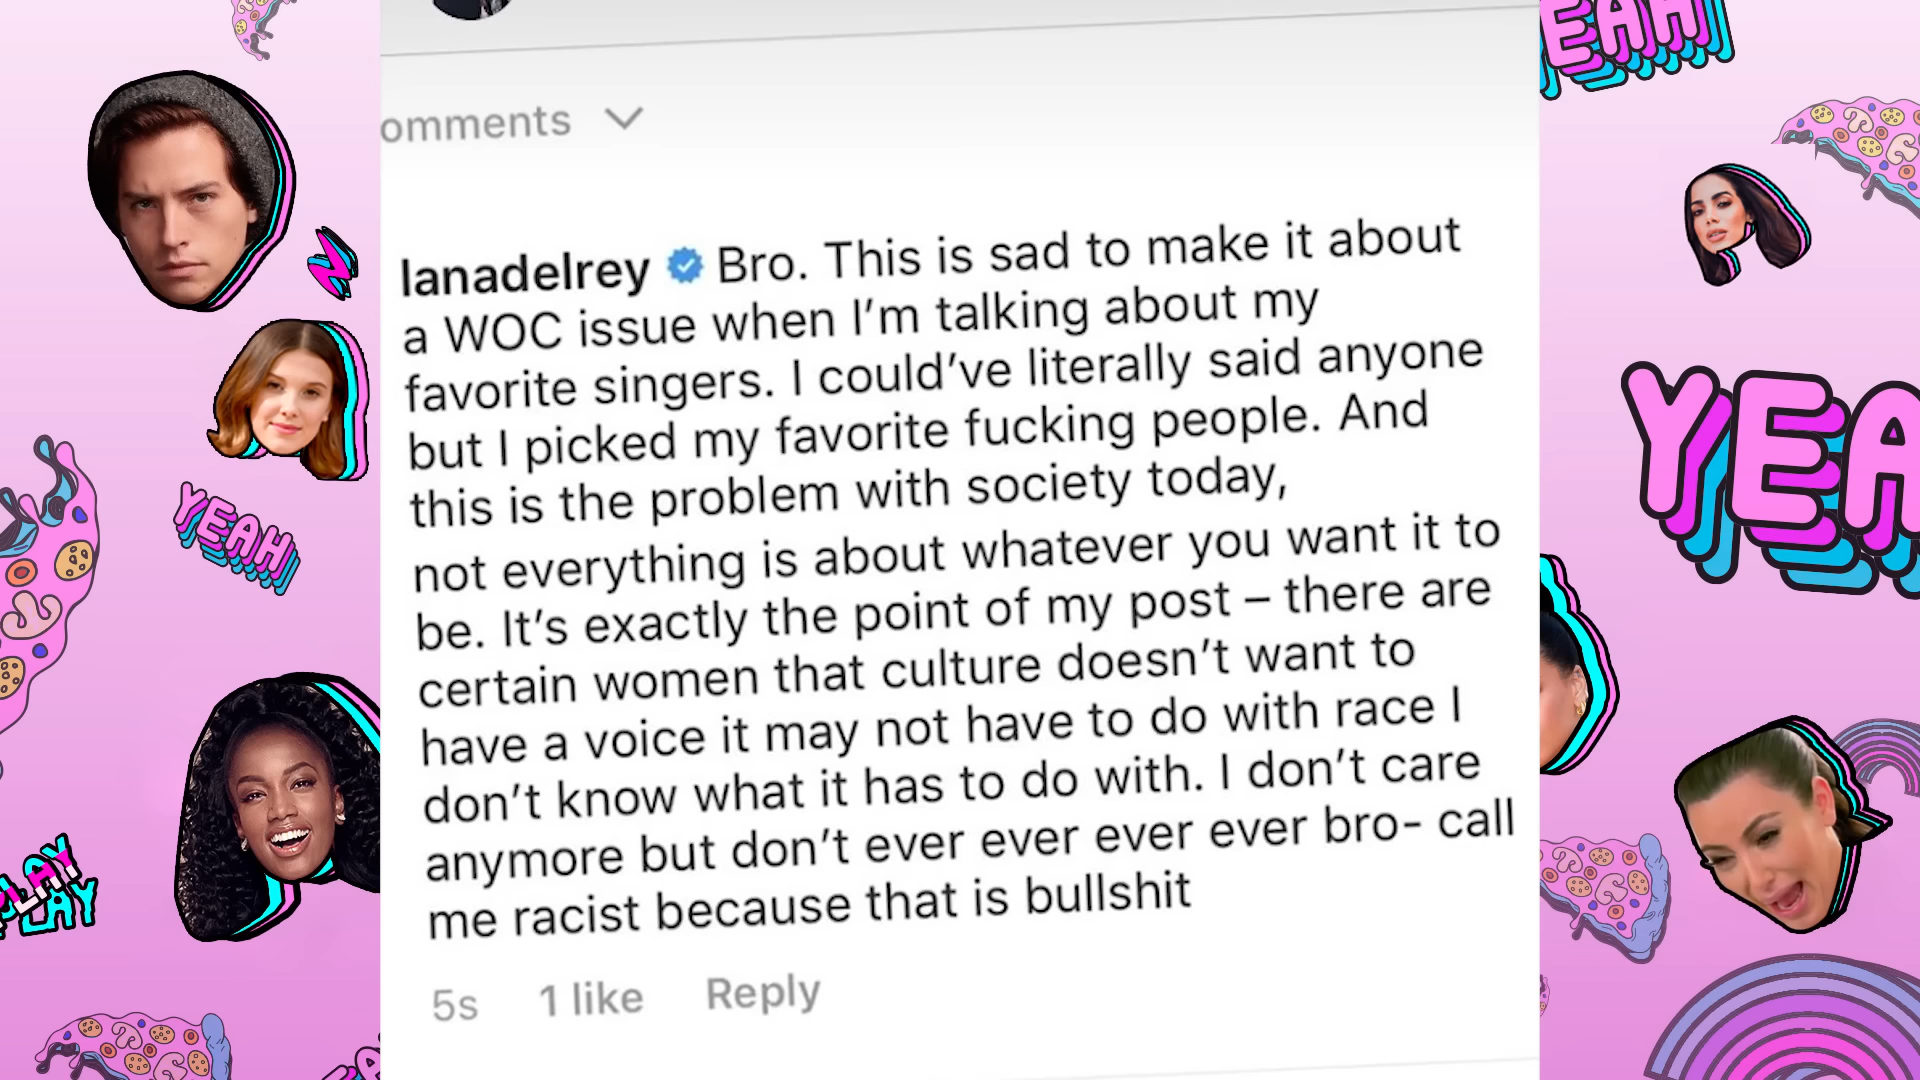 omments
lanadelrey Bro. This is sad to make it about
a WOC issue when I'm talking about my
favorite singers. I could've literally said anyone
but I picked my favorite fucking people. And
this is the problem with society today,
not everything is about whatever you want it to
be. It's exactly the point of my post – there are
certain women that culture doesn't want to
have a voice it may not have to do with race I
don't know what it has to do with. I don't care
anymore but don't ever ever ever ever bro- call
me racist because that is bullshit
5s 1 like Reply
YEAH
PLAY
PLAY
YEA
EAH
YEA